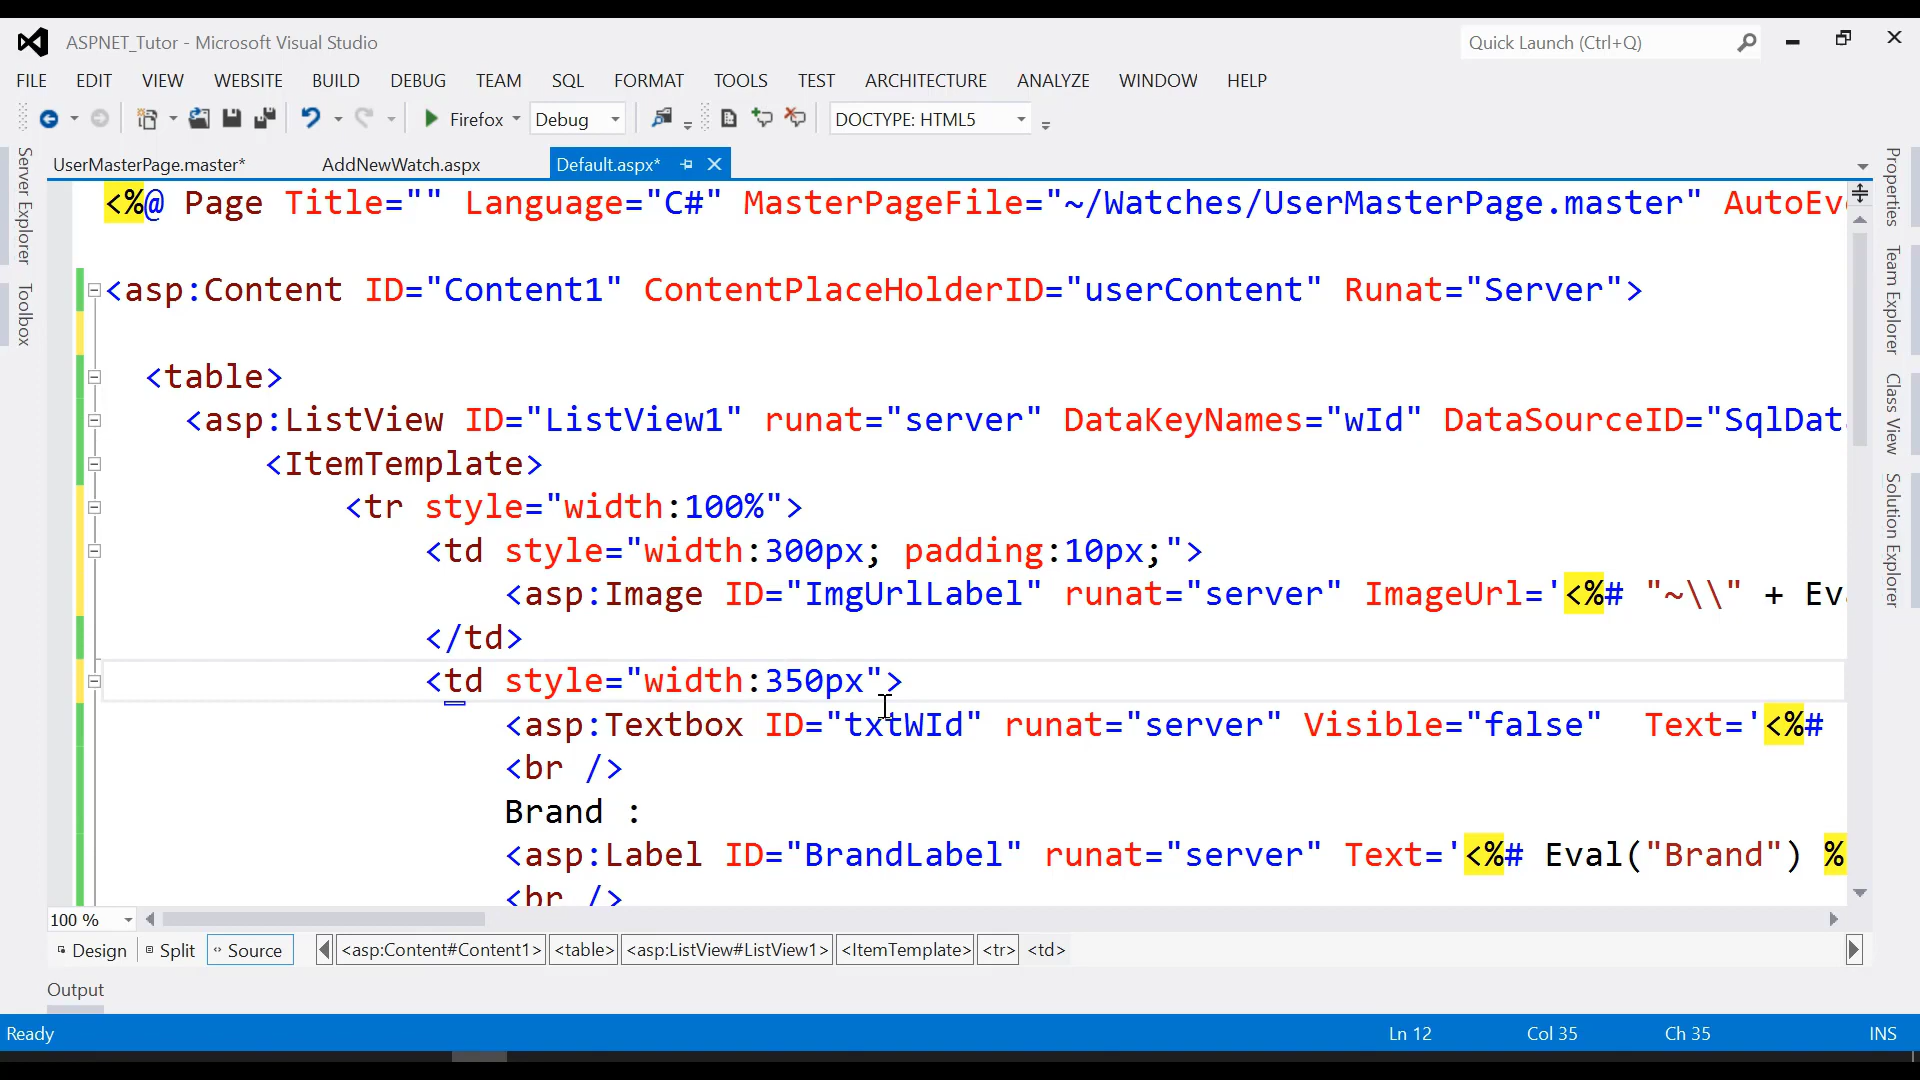 ASPNET_Tutor - Microsoft Visual Studio
Quick Launch (Ctrl+Q)
FILE EDIT VIEW WEBSITE BUILD DEBUG TEAM SQL FORMAT TOOLS TEST ARCHITECTURE ANALYZE WINDOW HELP
Firefox Debug DOCTYPE: HTML5
UserMasterPage.master* AddNewWatch.aspx Default.aspx*
Server Explorer
Toolbox
<%@ Page Title="" Language="C#" MasterPageFile="~/Watches/UserMasterPage.master" AutoEv
<asp:Content ID="Content1" ContentPlaceHolderID="userContent" Runat="Server">
<table>
<asp:ListView ID="ListView1" runat="server" DataKeyNames="wId" DataSourceID="SqlDat
<ItemTemplate>
<tr style="width:100%">
<td style="width:300px; padding:10px;">
<asp:Image ID="ImgUrlLabel" runat="server" ImageUrl='<%# "~\\" + Ev
</td>
<td style="width:350px">
<asp:Textbox ID="txtWId" runat="server" Visible="false"  Text='<%#
<br />
Brand :
<asp:Label ID="BrandLabel" runat="server" Text='<%# Eval("Brand") %
<br />
Properties
Team Explorer
Class View
Solution Explorer
100 %
Design Split Source <asp:Content#Content1> <table> <asp:ListView#ListView1> <ItemTemplate> <tr> <td>
Output
Ready Ln 12 Col 35 Ch 35 INS